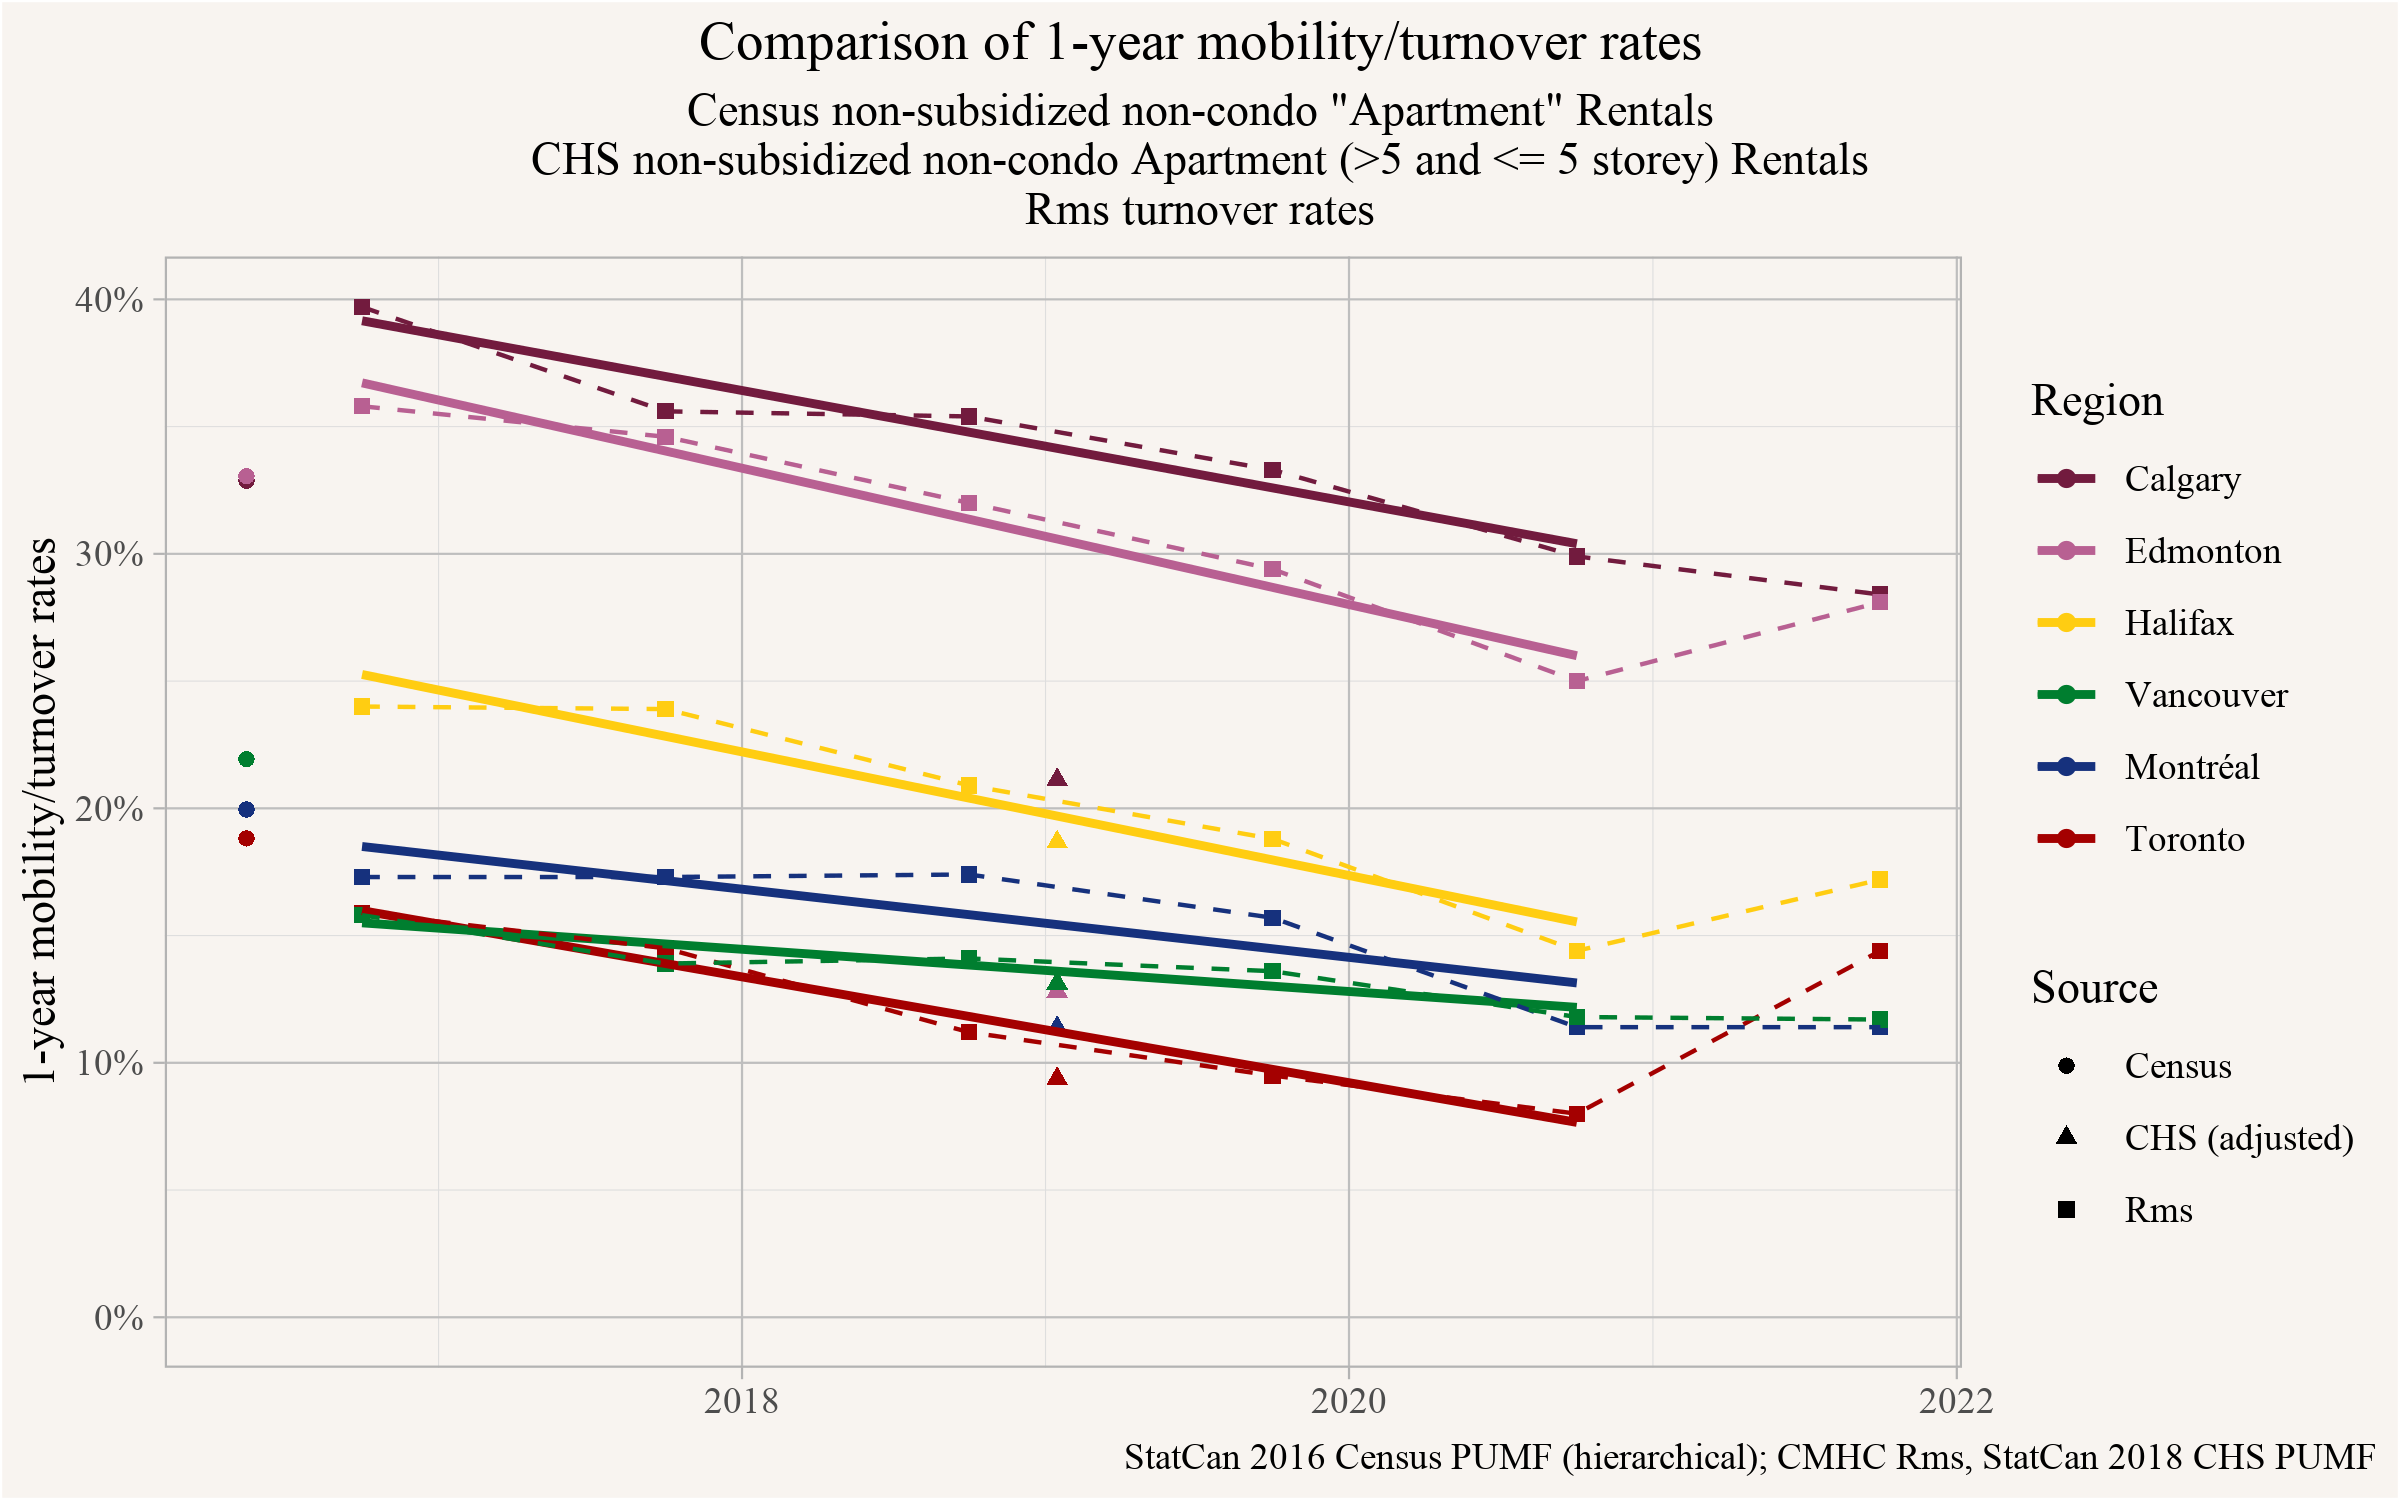 Comparison of 1-year mobility/turnover rates
Census non-subsidized non-condo "Apartment" Rentals
CHS non-subsidized non-condo Apartment (>5 and <= 5 storey) Rentals
Rms turnover rates
1-year mobility/turnover rates
40%
30%
20%
10%
0%
2018
2020
2022
Region
Calgary
Edmonton
Halifax
Vancouver
Montréal
Toronto
Source
Census
CHS (adjusted)
Rms
StatCan 2016 Census PUMF (hierarchical); CMHC Rms, StatCan 2018 CHS PUMF